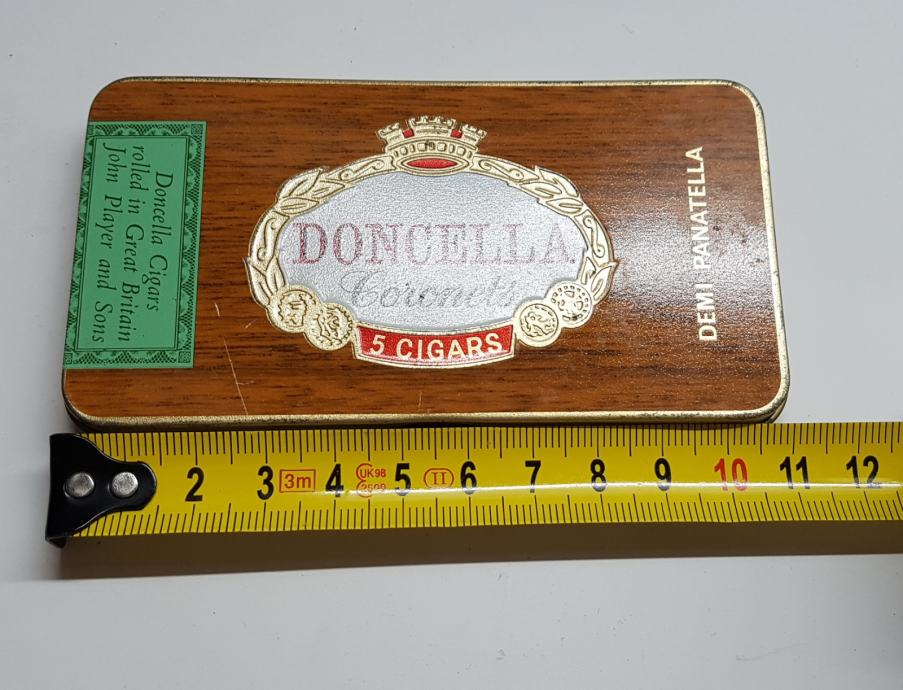 DONCELLA
Coronets
5 CIGARS
DEMI PANATELLA
Doncella Cigars
rolled in Great Britain
John Player and Sons
2 3 3m 4 5 II 6 7 8 9 10 11 12
UK98